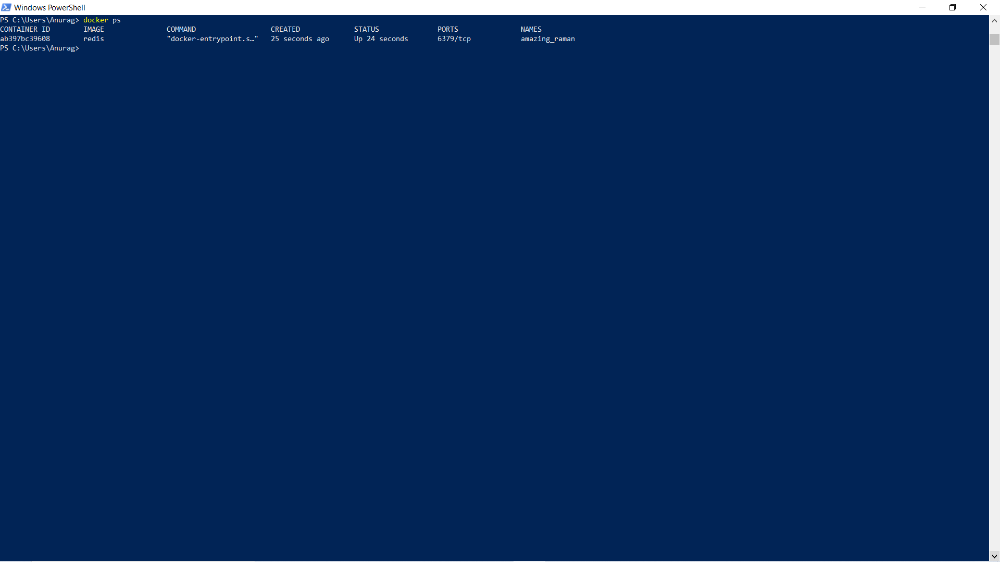 Windows PowerShell
PS C:\Users\Anurag> docker ps
CONTAINER ID        IMAGE               COMMAND                  CREATED             STATUS              PORTS               NAMES
ab397bc39608        redis               "docker-entrypoint.s…"   25 seconds ago      Up 24 seconds       6379/tcp            amazing_raman
PS C:\Users\Anurag>